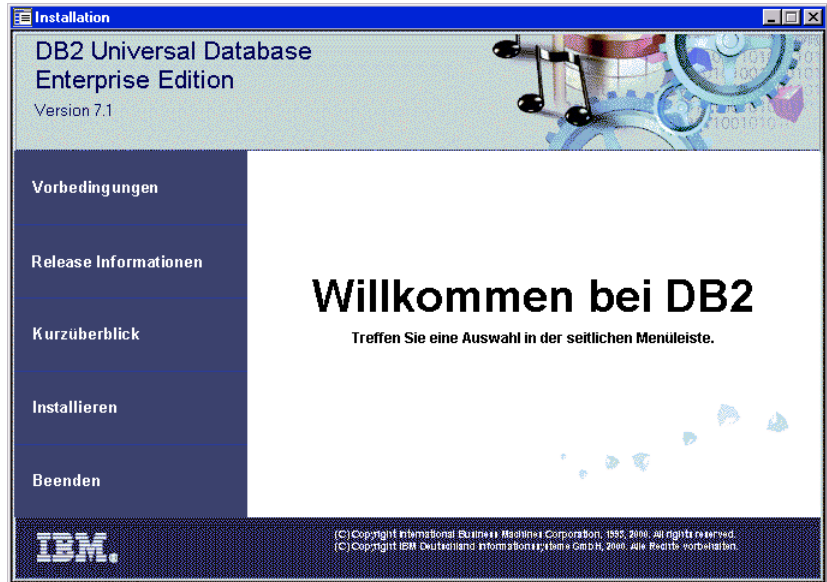 Installation
DB2 Universal Database
Enterprise Edition
Version 7.1
1001010
Vorbedingungen
Release Informationen
Kurzüberblick
Installieren
Beenden
Willkommen bei DB2
Treffen Sie eine Auswahl in der seitlichen Menüleiste.
IBM.
(C) Copyright International Business Machines Corporation, 1993, 2000. All rights reserved.
(C) Copyright IBM Deutschland Informationssysteme GmbH, 2000. Alle Rechte vorbehalten.